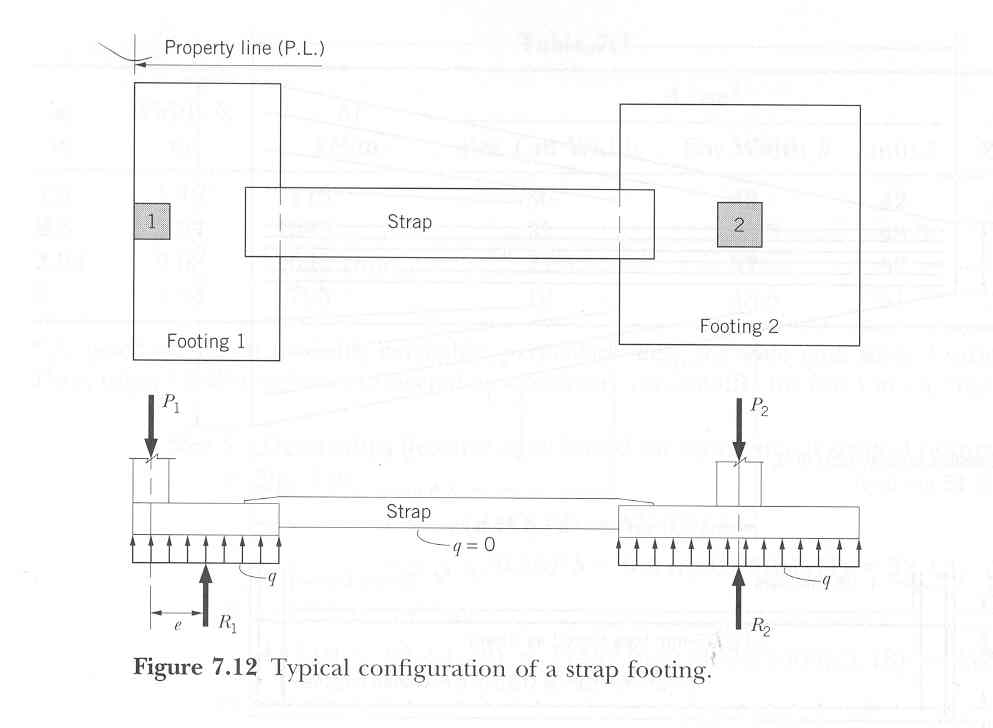 Property line (P.L.)
1
Strap
2
Footing 1
Footing 2
P1
P2
Strap
q = 0
q
q
e
R1
R2
Figure 7.12 Typical configuration of a strap footing.